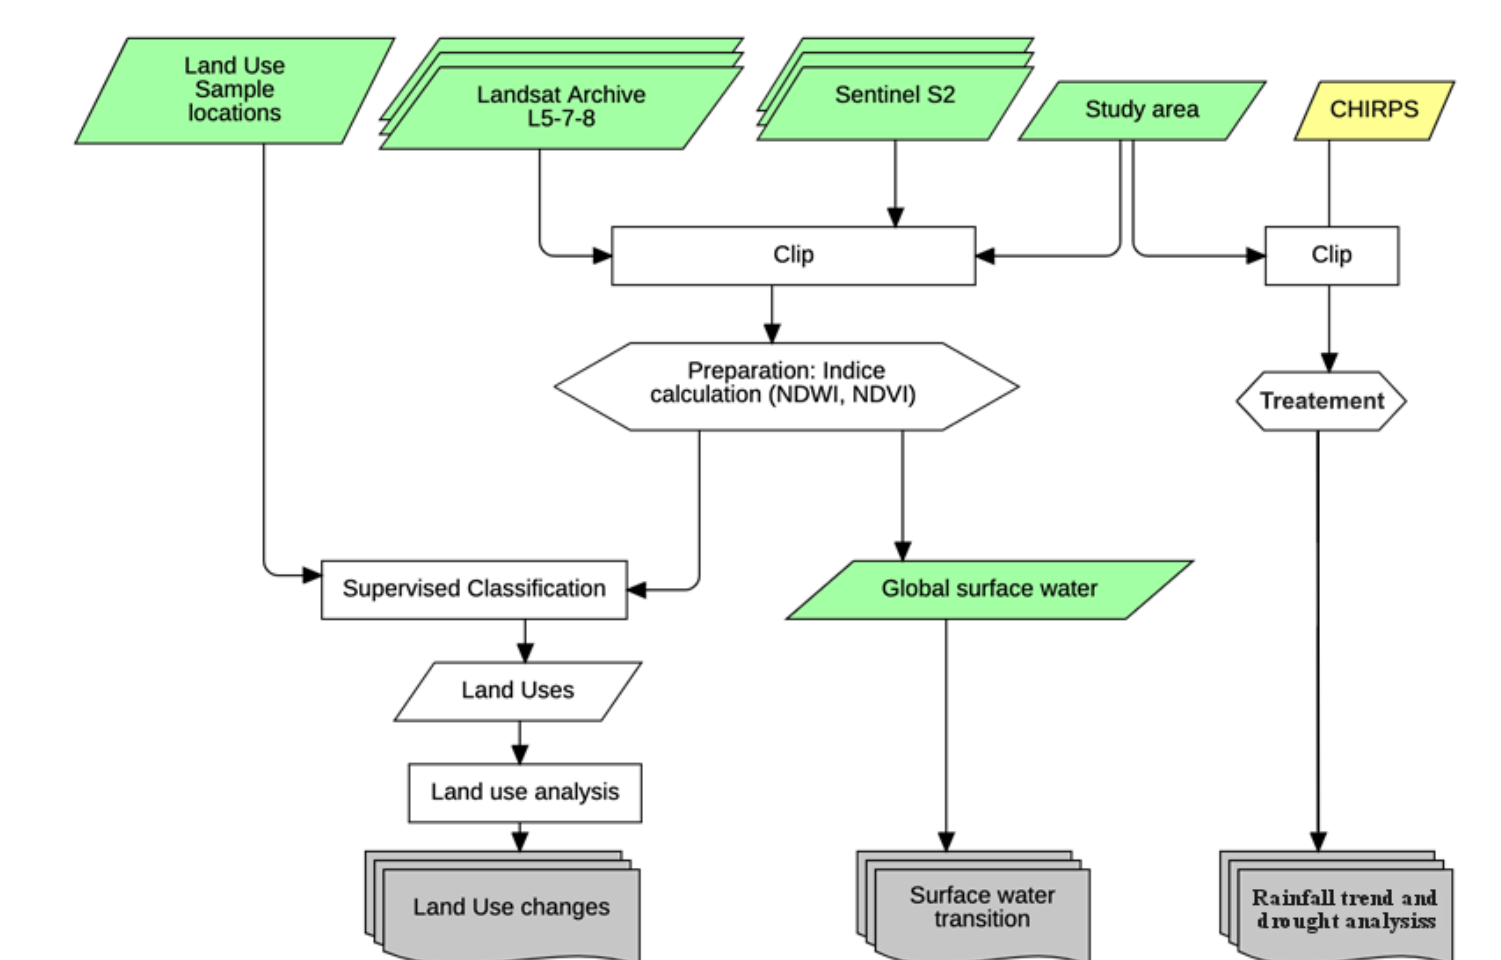 Land Use
Sample
locations
Landsat Archive
L5-7-8
Sentinel S2
Study area
CHIRPS
Clip
Clip
Preparation: Indice
calculation (NDWI, NDVI)
Treatement
Supervised Classification
Global surface water
Land Uses
Land use analysis
Land Use changes
Surface water
transition
Rainfall trend and
drought analysiss